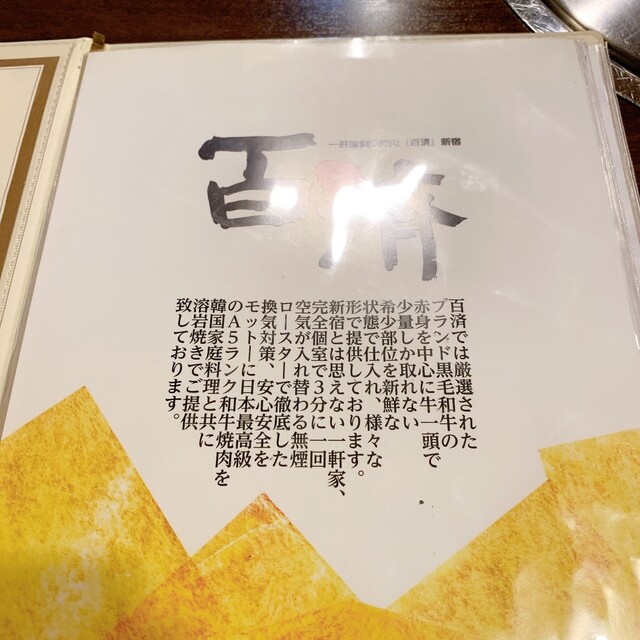 百済
「百済」新宿
百済では厳選された
ブランド黒毛和牛の
赤身を中心に牛一頭で
少量しか取れない
希少部位を新鮮な
状態で仕入れ、様々な
形で提供しております。
新宿とは思えない一軒家、
完全個室で3分に一回
空気が入れ替わる無煙
ロースターで徹底した
換気対策、安心安全を
モットーに日本最高級
のA5ランク和牛焼肉を
韓国家庭料理と共に
溶岩焼きでご提供
致しております。